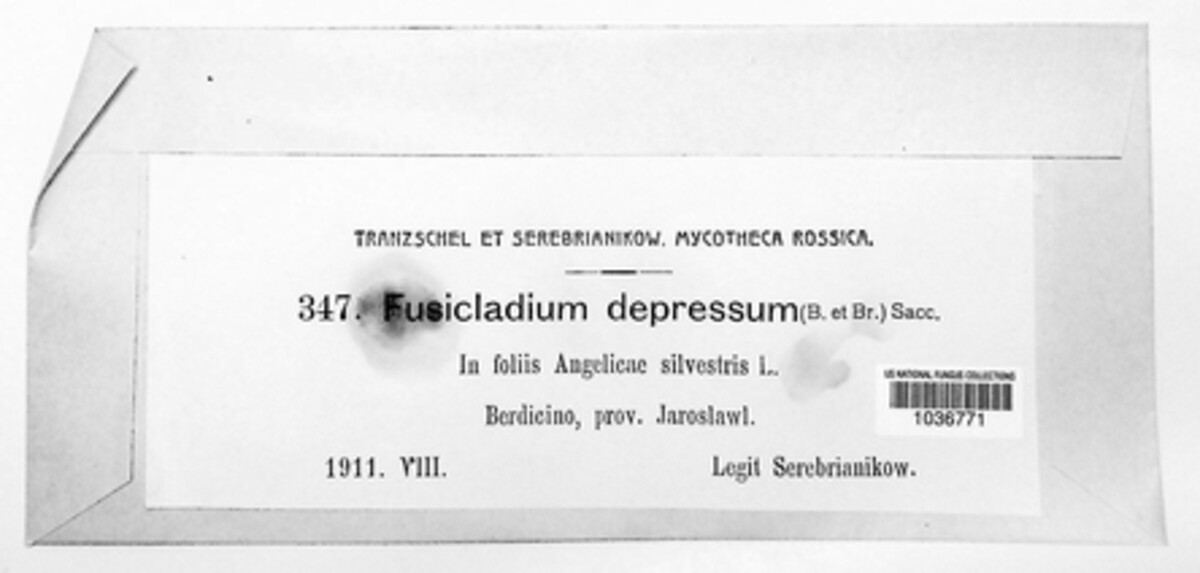 TRANZSCHEL ET SEREBRIANIKOW. MYCOTHECA ROSSICA.
347. Fusicladium depressum (B. et Br.) Sacc.
In foliis Angelicae silvestris L.
Berdicino, prov. Jaroslawl.
US NATIONAL FUNGUS COLLECTIONS
1036771
1911. VIII. Legit Serebrianikow.